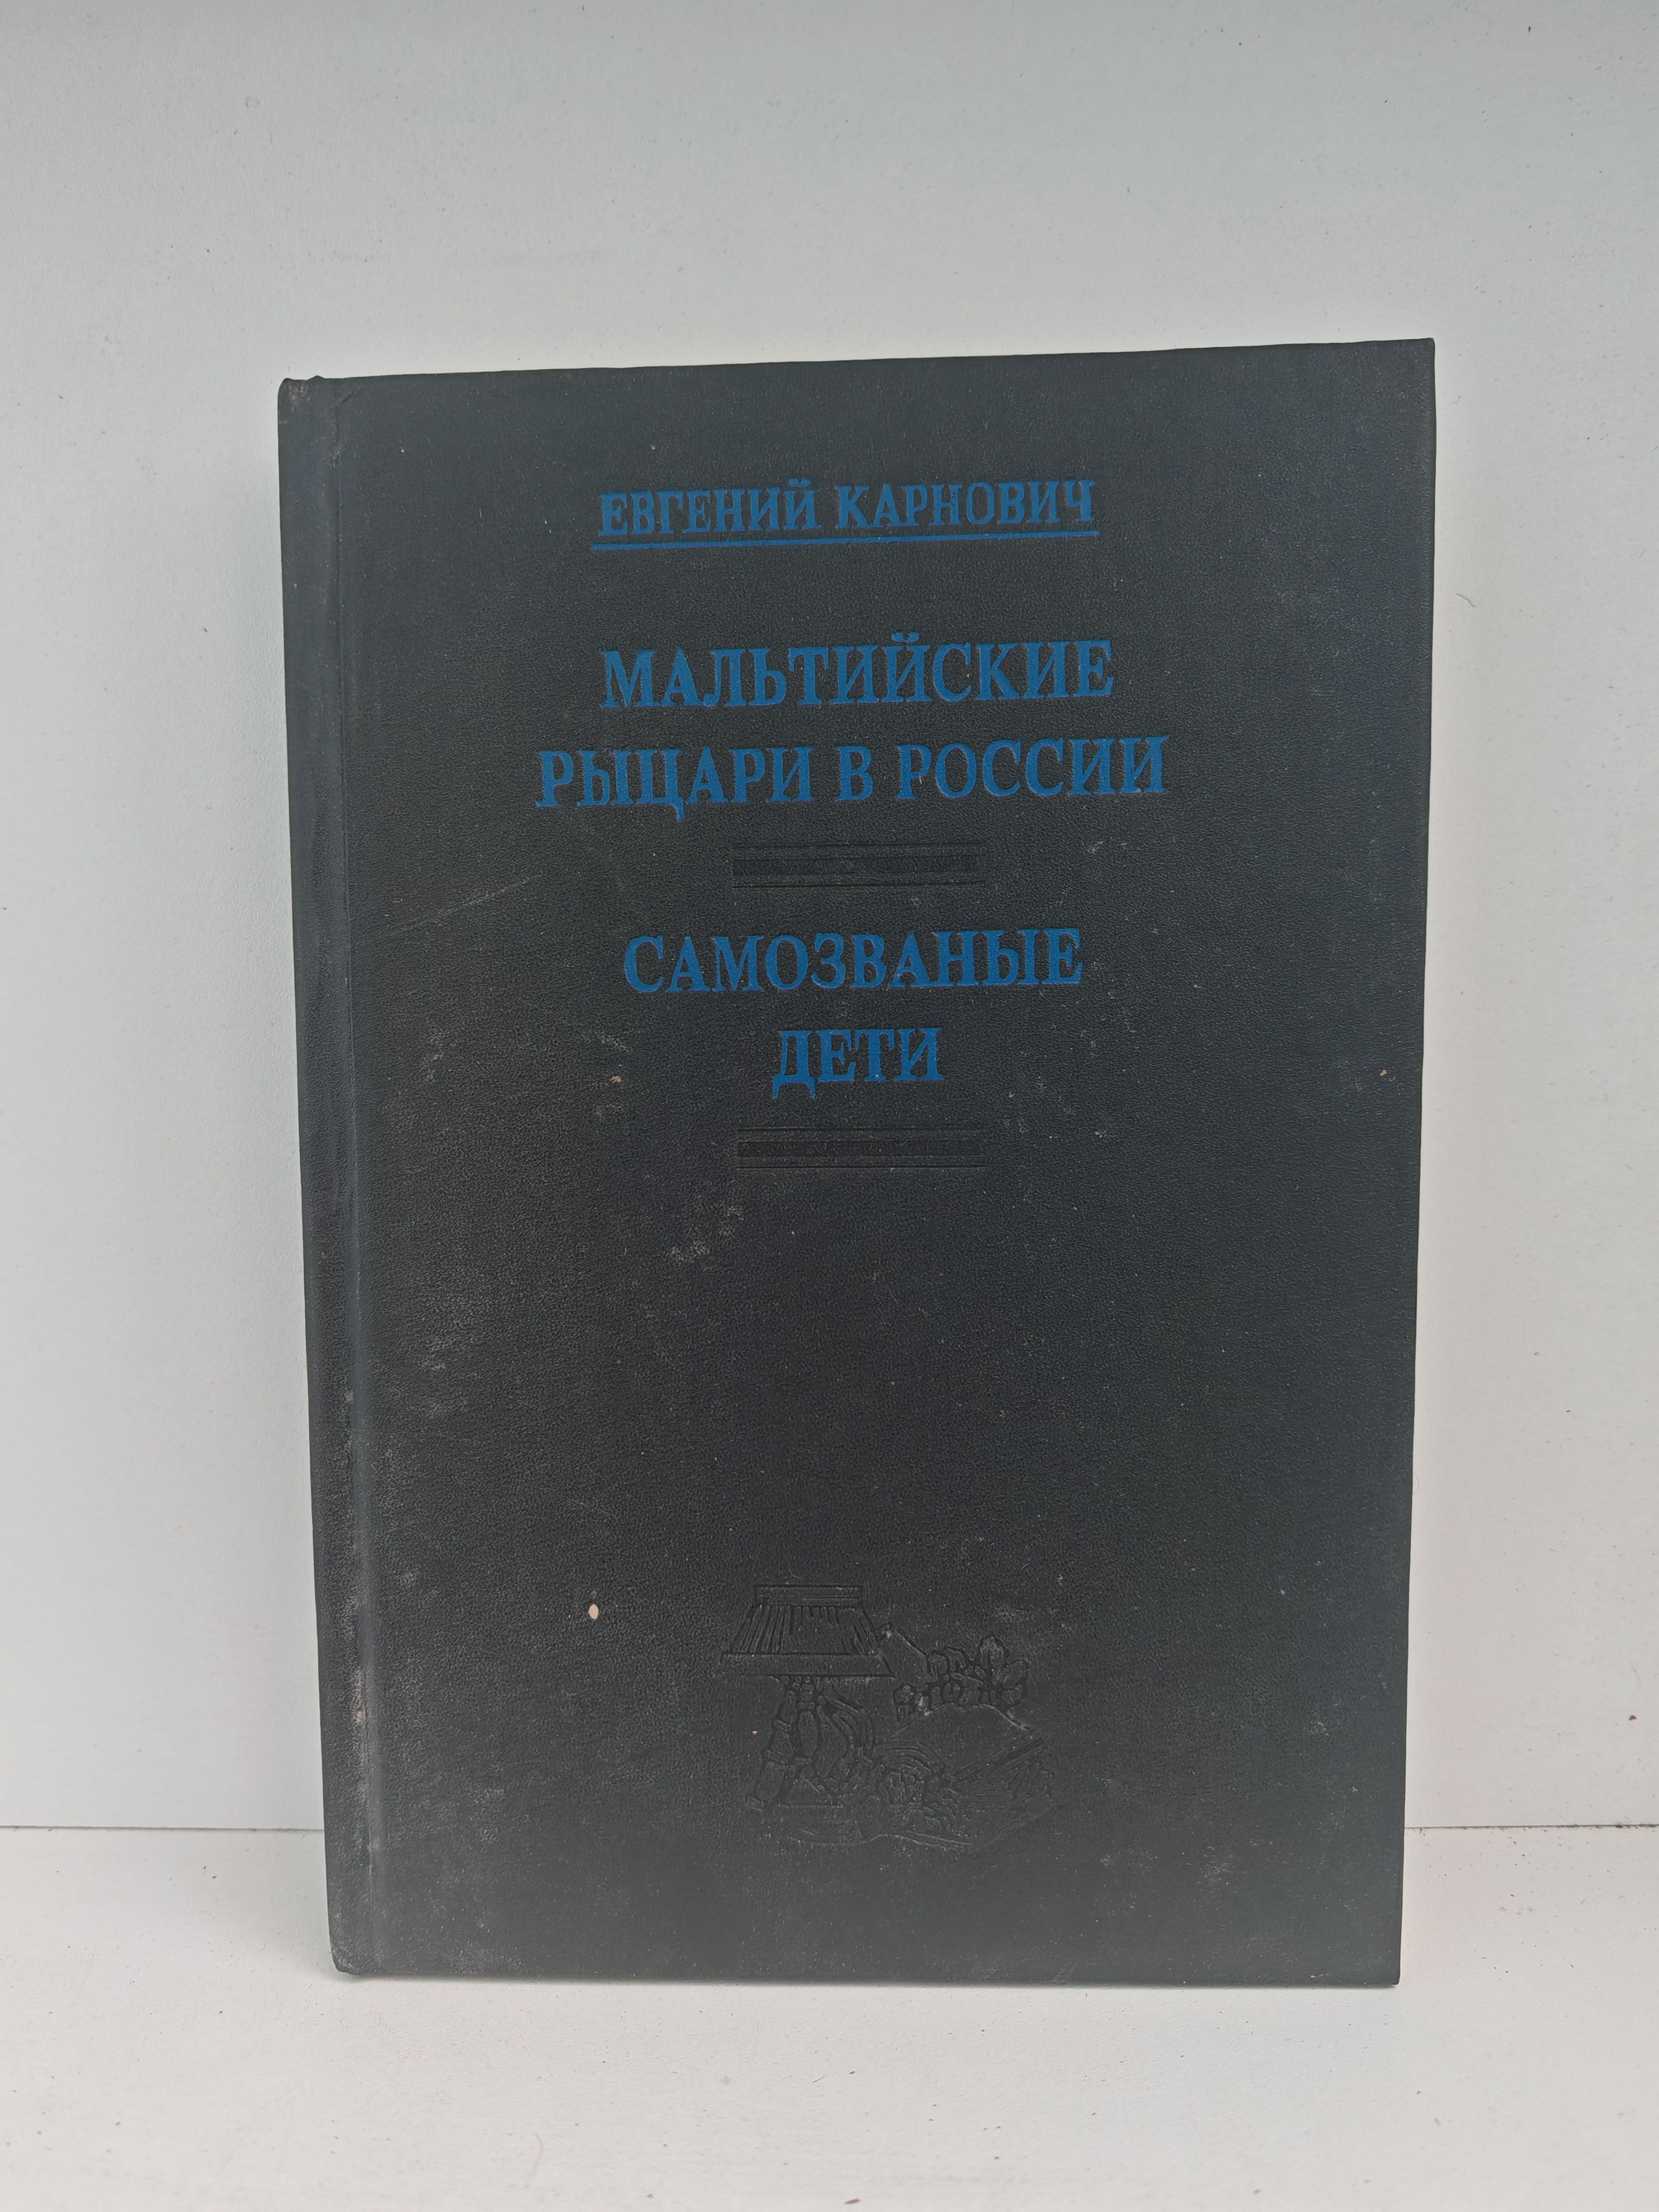 ЕВГЕНИЙ КАРНОВИЧ
МАЛЬТИЙСКИЕ
РЫЦАРИ В РОССИИ
САМОЗВАНЫЕ
ДЕТИ